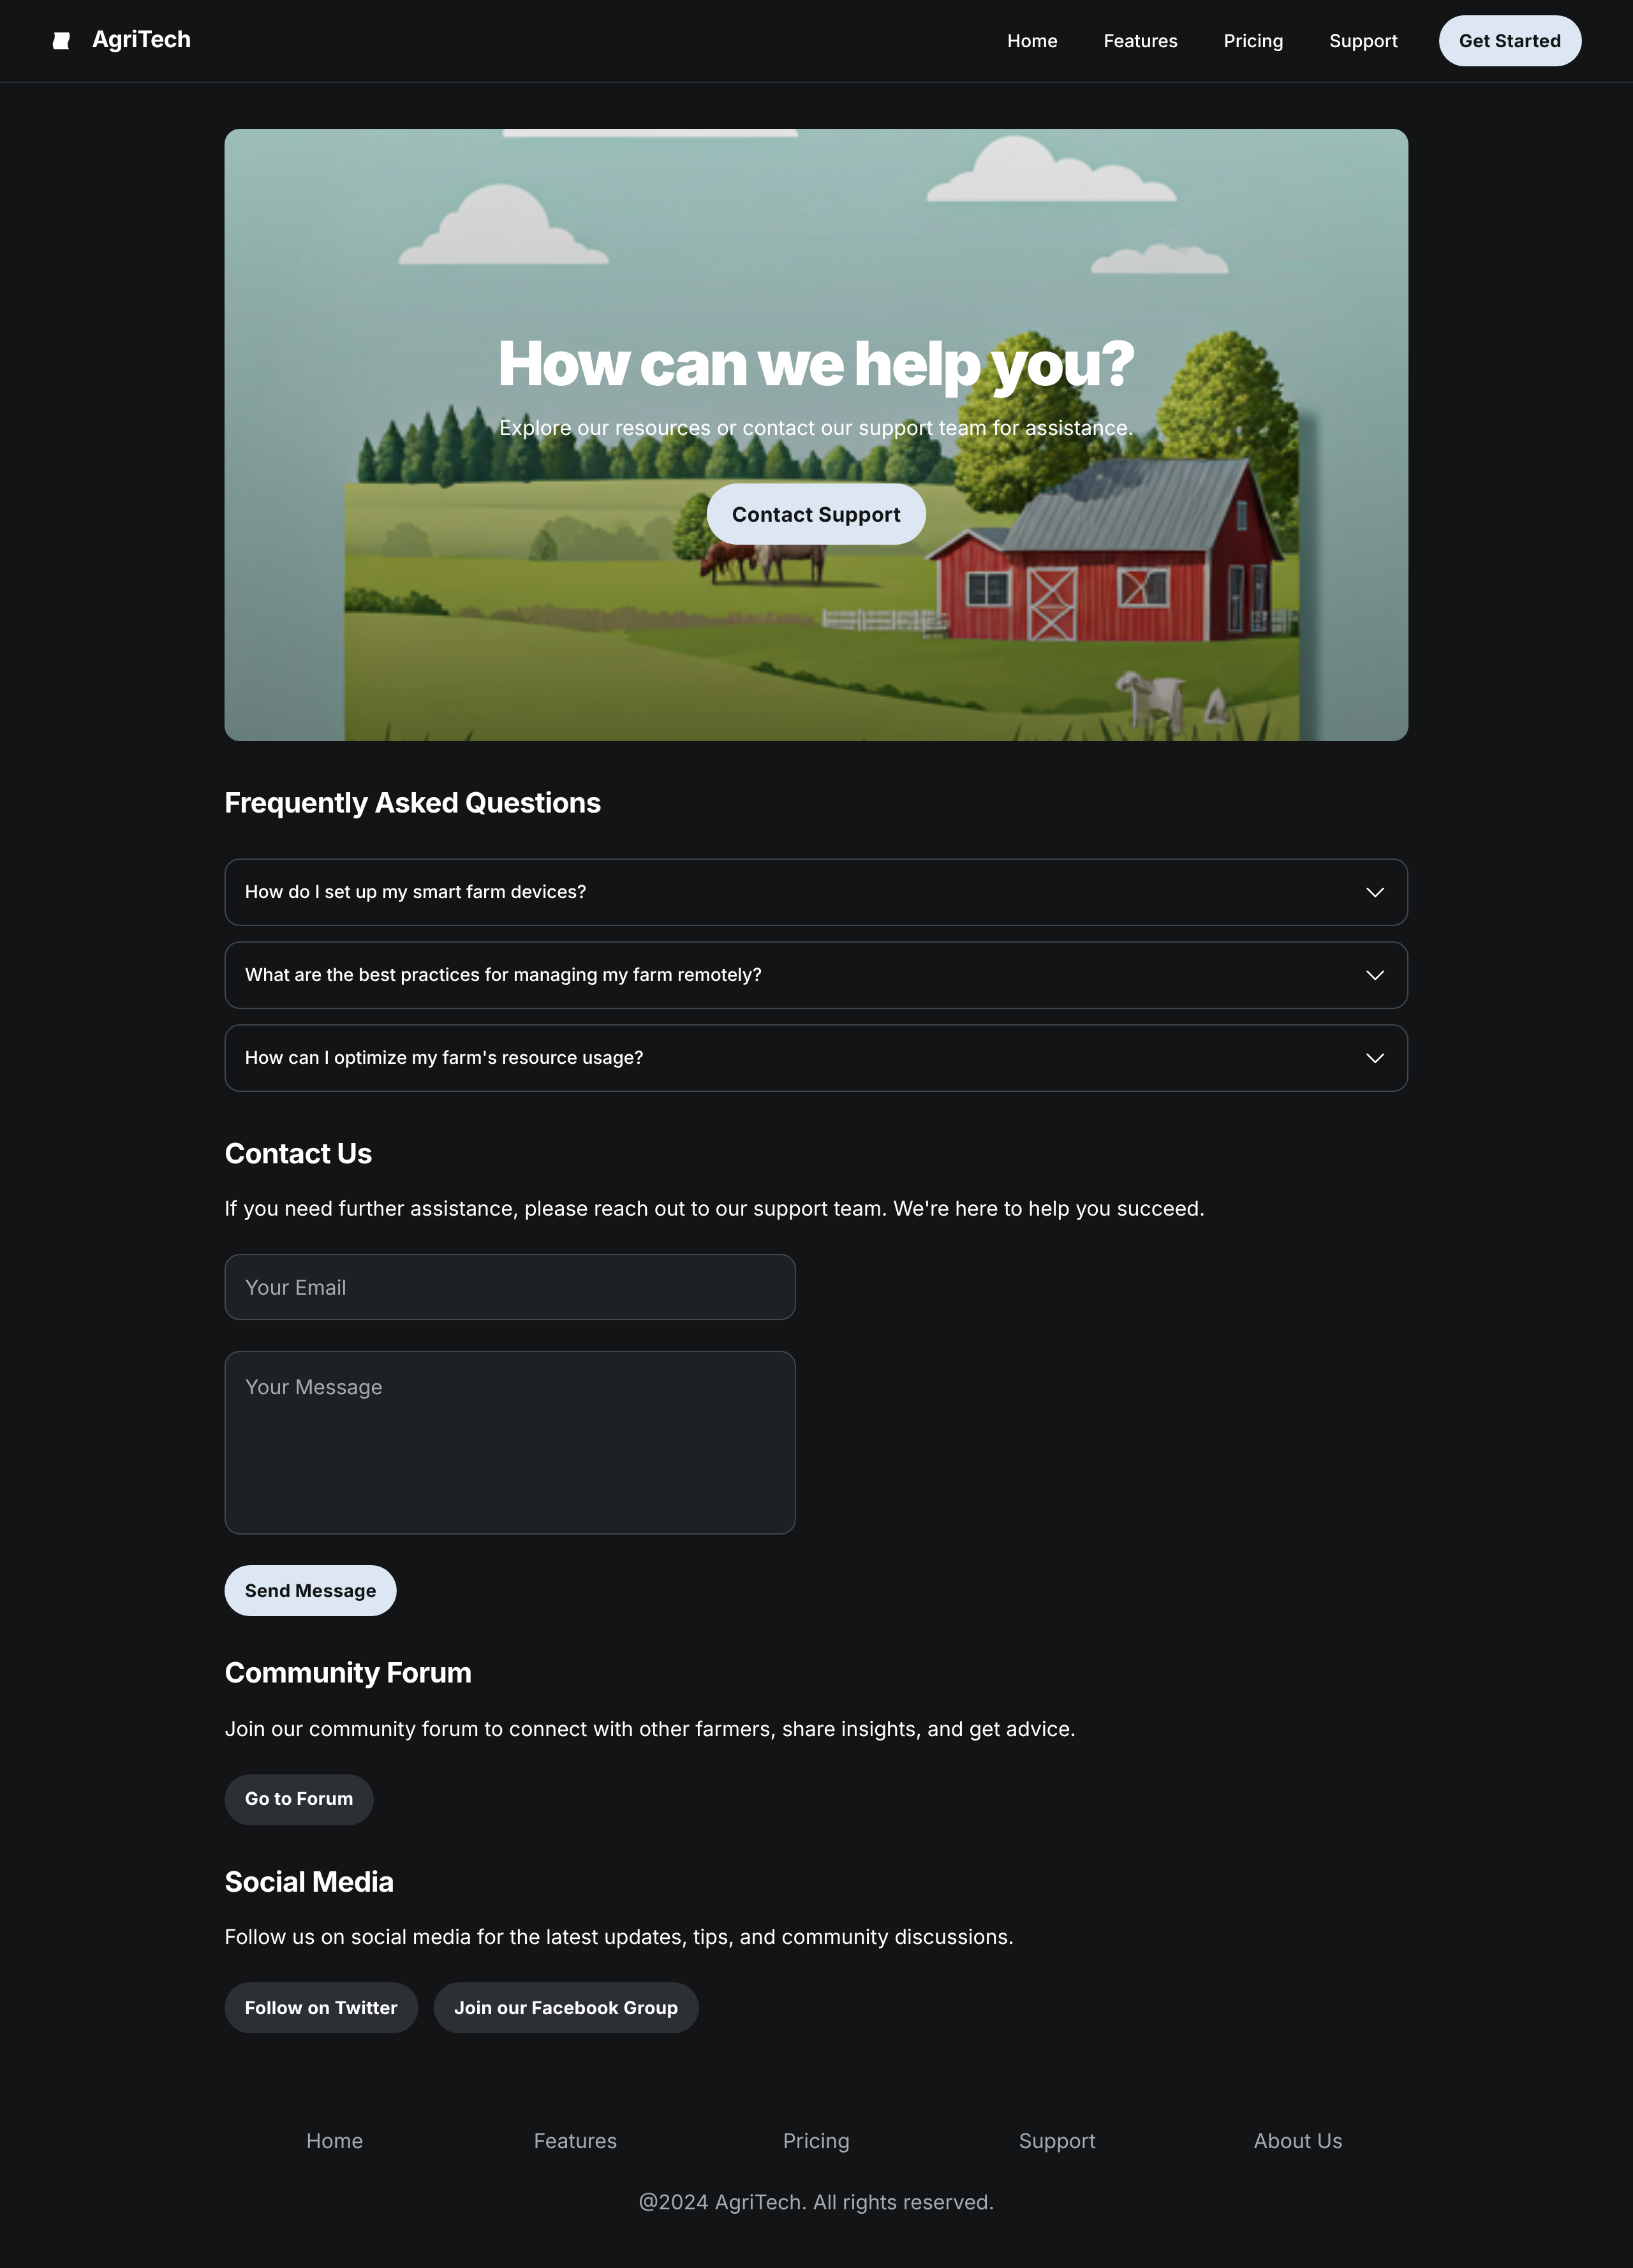 AgriTech
Home
Features
Pricing
Support
Get Started
How can we help you?
Explore our resources or contact our support team for assistance.
Contact Support
Frequently Asked Questions
How do I set up my smart farm devices?
What are the best practices for managing my farm remotely?
How can I optimize my farm's resource usage?
Contact Us
If you need further assistance, please reach out to our support team. We're here to help you succeed.
Your Email
Your Message
Send Message
Community Forum
Join our community forum to connect with other farmers, share insights, and get advice.
Go to Forum
Social Media
Follow us on social media for the latest updates, tips, and community discussions.
Follow on Twitter
Join our Facebook Group
Home
Features
Pricing
Support
About Us
@2024 AgriTech. All rights reserved.